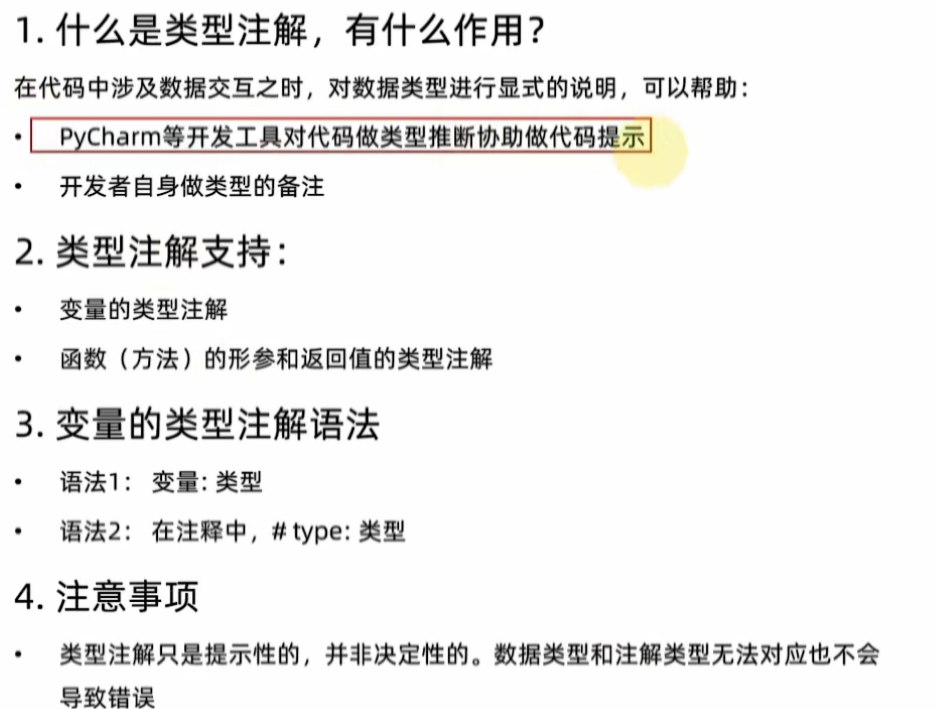 1. 什么是类型注解，有什么作用？
在代码中涉及数据交互之时，对数据类型进行显式的说明，可以帮助：
• PyCharm等开发工具对代码做类型推断协助做代码提示
• 开发者自身做类型的备注
2. 类型注解支持：
• 变量的类型注解
• 函数（方法）的形参和返回值的类型注解
3. 变量的类型注解语法
• 语法1： 变量: 类型
• 语法2： 在注释中，# type: 类型
4. 注意事项
• 类型注解只是提示性的，并非决定性的。数据类型和注解类型无法对应也不会
导致错误